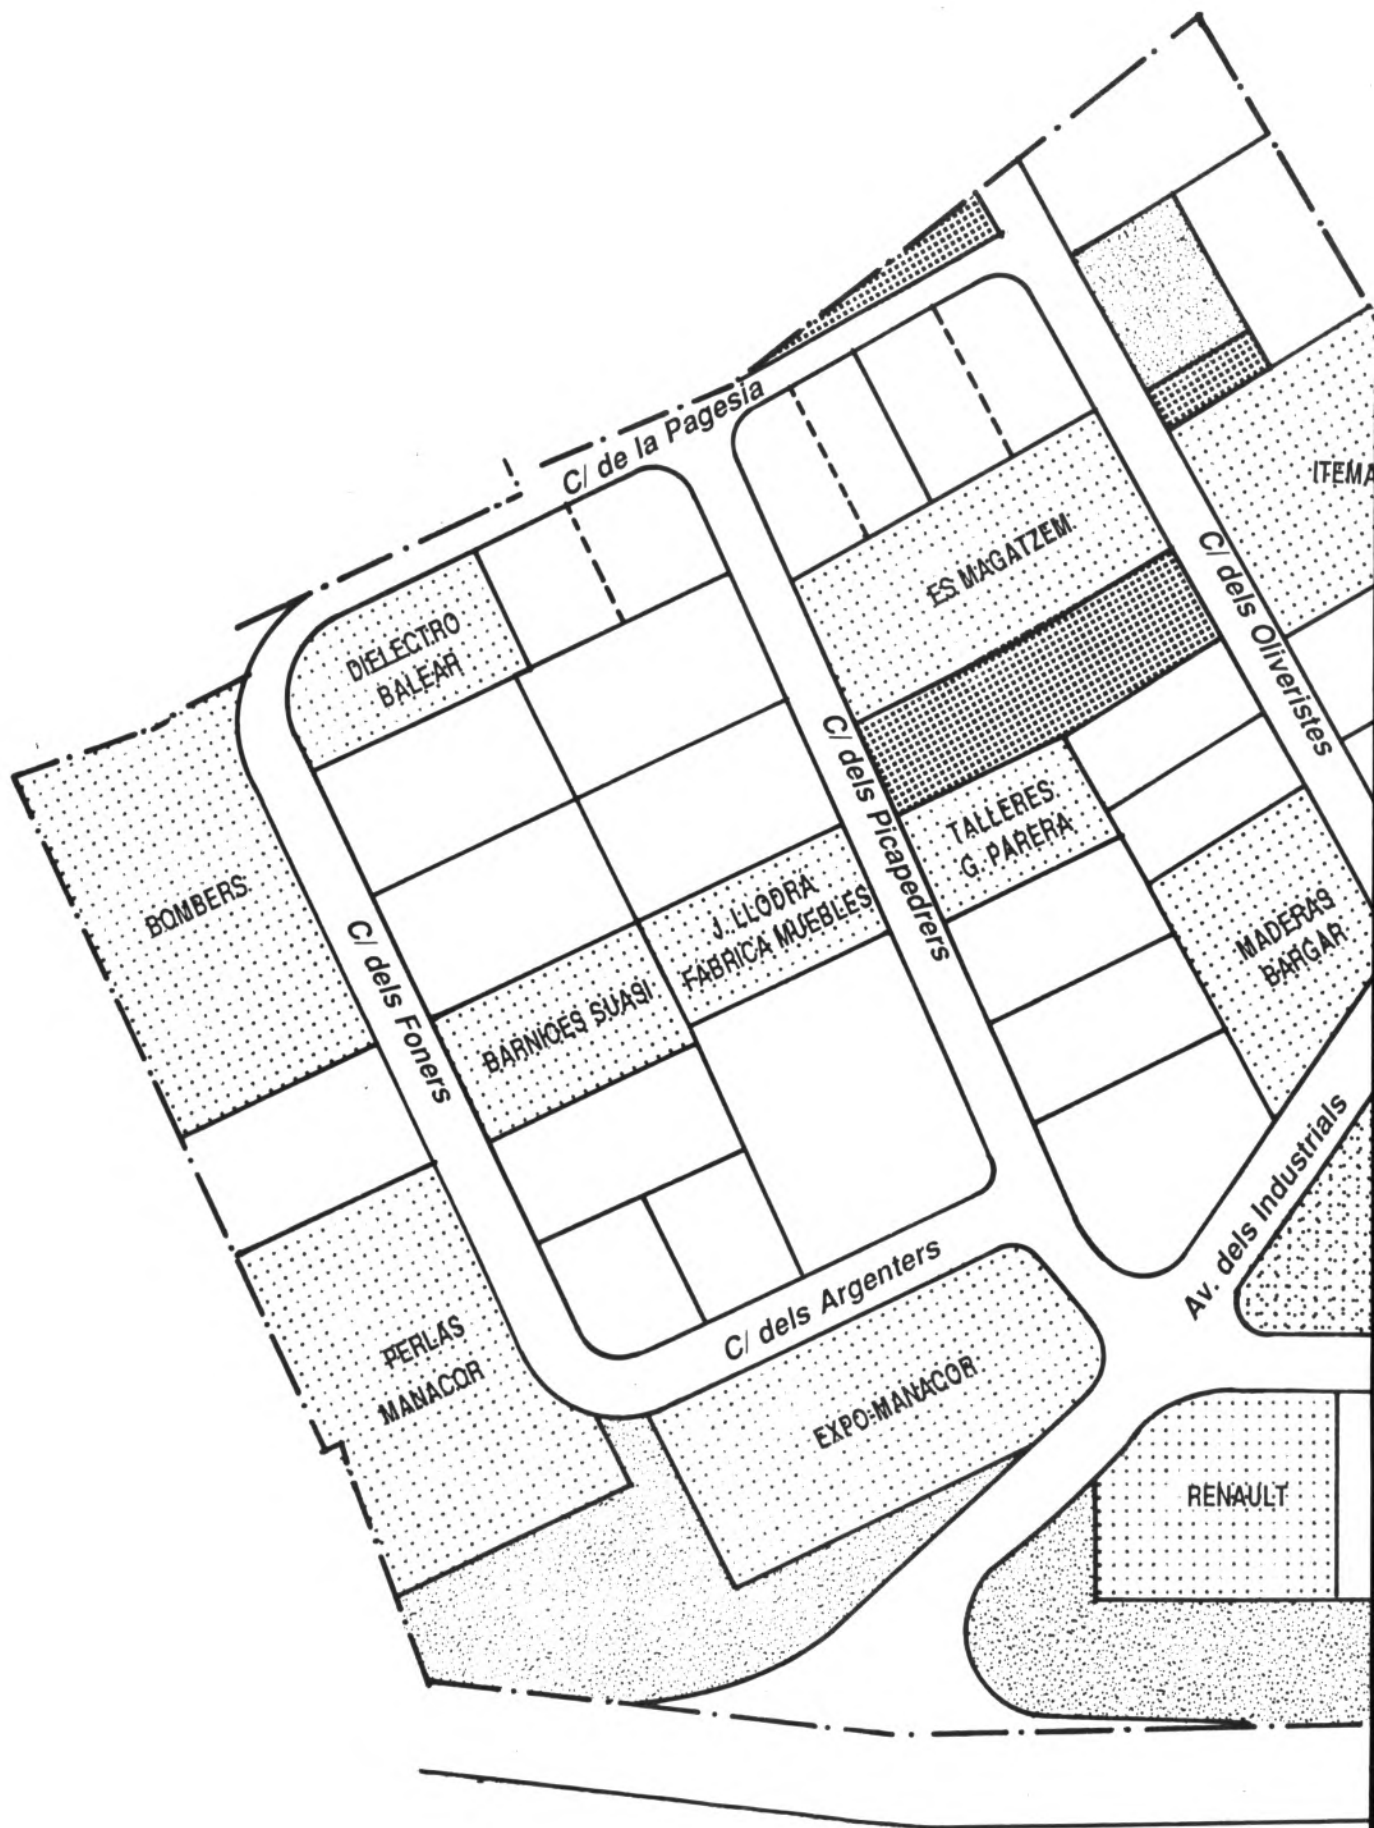 C/ de la Pagesia
ES MAGATZEM
C/ dels Oliveristes
DIELECTRO
BALEAR
C/ dels Picapedrers
TALLERES
G. PARERA
BOMBERS
C/ dels Foners
J. LLODRA
FABRICA MUEBLES
BARNICES SUASI
MADERAS
BARGAR
Av. dels Industrials
C/ dels Argenters
PERLAS
MANACOR
EXPO-MANACOR
RENAULT